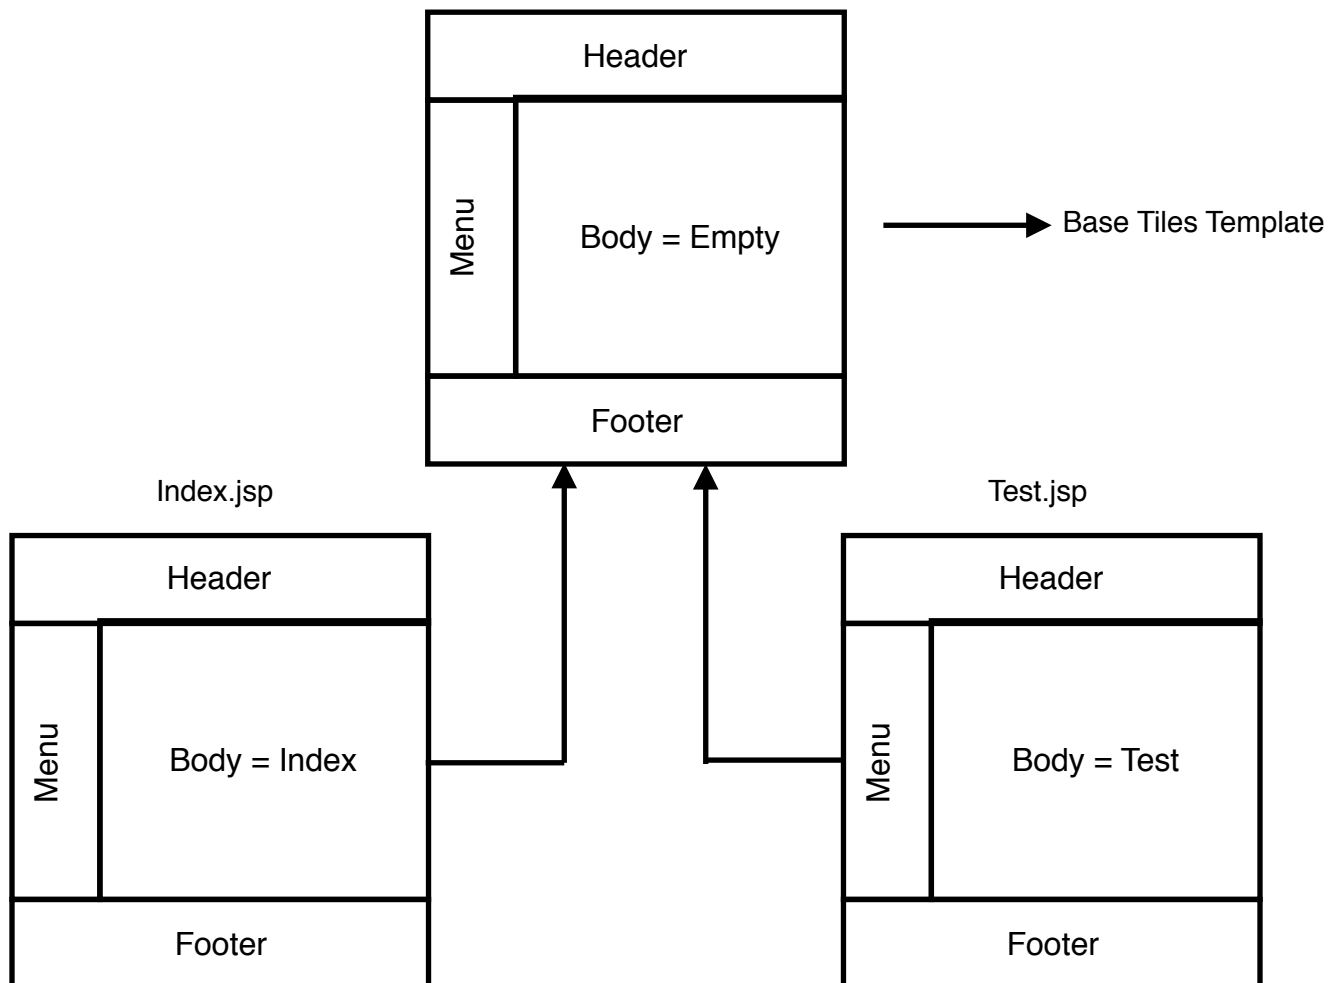 Header
Menu
Body = Empty
Base Tiles Template
Footer
Index.jsp
Test.jsp
Header
Header
Menu
Body = Index
Menu
Body = Test
Footer
Footer